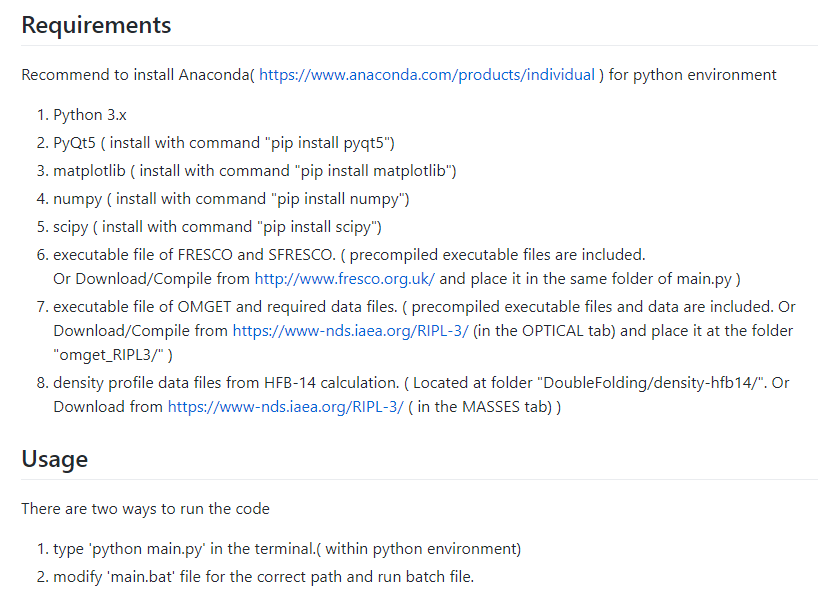 Requirements
Recommend to install Anaconda( https://www.anaconda.com/products/individual ) for python environment
1. Python 3.x
2. PyQt5 ( install with command "pip install pyqt5")
3. matplotlib ( install with command "pip install matplotlib")
4. numpy ( install with command "pip install numpy")
5. scipy ( install with command "pip install scipy")
6. executable file of FRESCO and SFRESCO. ( precompiled executable files are included.
Or Download/Compile from http://www.fresco.org.uk/ and place it in the same folder of main.py )
7. executable file of OMGET and required data files. ( precompiled executable files and data are included. Or
Download/Compile from https://www-nds.iaea.org/RIPL-3/ (in the OPTICAL tab) and place it at the folder
"omget_RIPL3/" )
8. density profile data files from HFB-14 calculation. ( Located at folder "DoubleFolding/density-hfb14/". Or
Download from https://www-nds.iaea.org/RIPL-3/ ( in the MASSES tab) )
Usage
There are two ways to run the code
1. type 'python main.py' in the terminal.( within python environment)
2. modify 'main.bat' file for the correct path and run batch file.